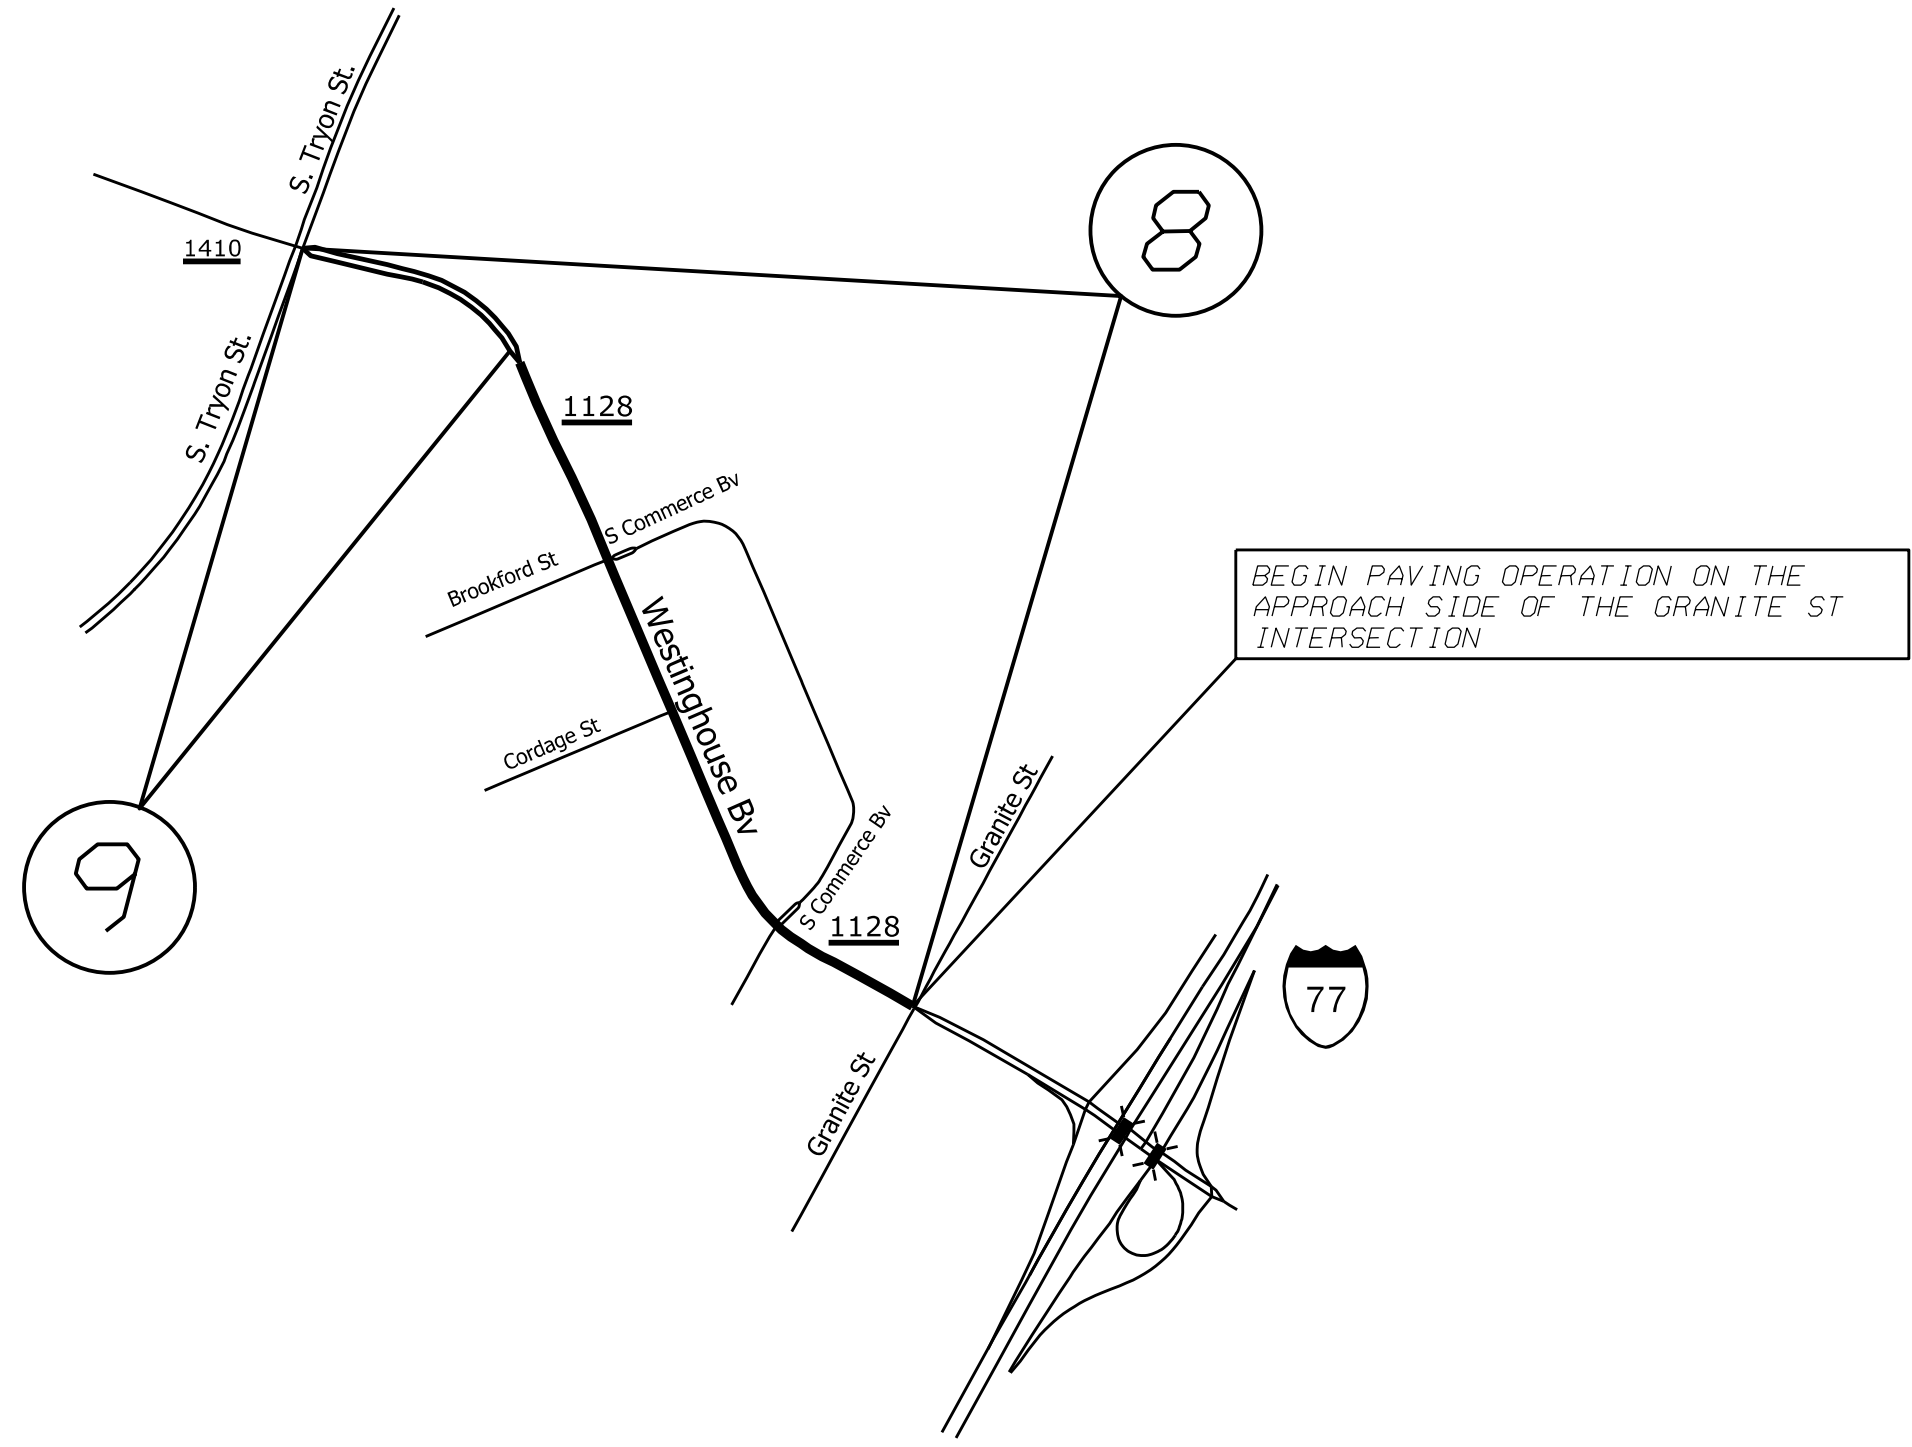 S. Tryon St.
8
1410
S. Tryon St.
1128
S Commerce Bv
Brookford St
BEGIN PAVING OPERATION ON THE
APPROACH SIDE OF THE GRANITE ST
INTERSECTION
Westinghouse Bv
Cordage St
Granite St
S Commerce Bv
9
1128
77
Granite St